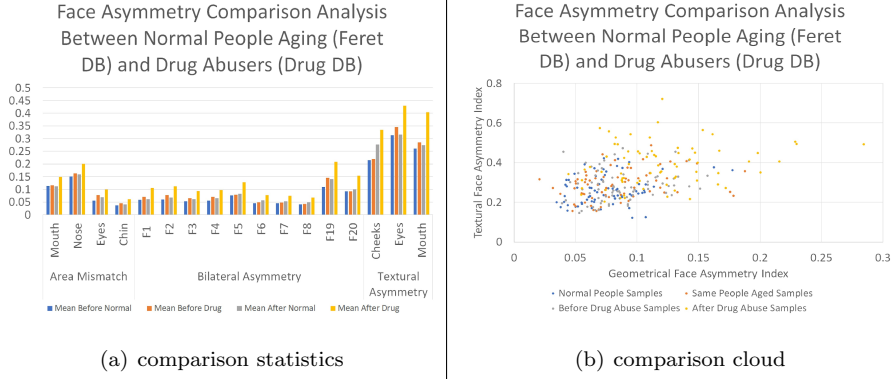 Face Asymmetry Comparison Analysis
Between Normal People Aging (Feret
DB) and Drug Abusers (Drug DB)
0.5
0.45
0.4
0.35
0.3
0.25
0.2
0.15
0.1
0.05
0
Mouth
Nose
Eyes
Chin
F1
F2
F3
F4
F5
F6
F7
F8
F19
F20
Cheeks
Eyes
Mouth
Area Mismatch
Bilateral Asymmetry
Textural
Asymmetry
Mean Before Normal
Mean Before Drug
Mean After Normal
Mean After Drug
(a) comparison statistics
Face Asymmetry Comparison Analysis
Between Normal People Aging (Feret
DB) and Drug Abusers (Drug DB)
Textural Face Asymmetry Index
0.8
0.6
0.4
0.2
0
0 0.05 0.1 0.15 0.2 0.25 0.3
Geometrical Face Asymmetry Index
Normal People Samples
Same People Aged Samples
Before Drug Abuse Samples
After Drug Abuse Samples
(b) comparison cloud